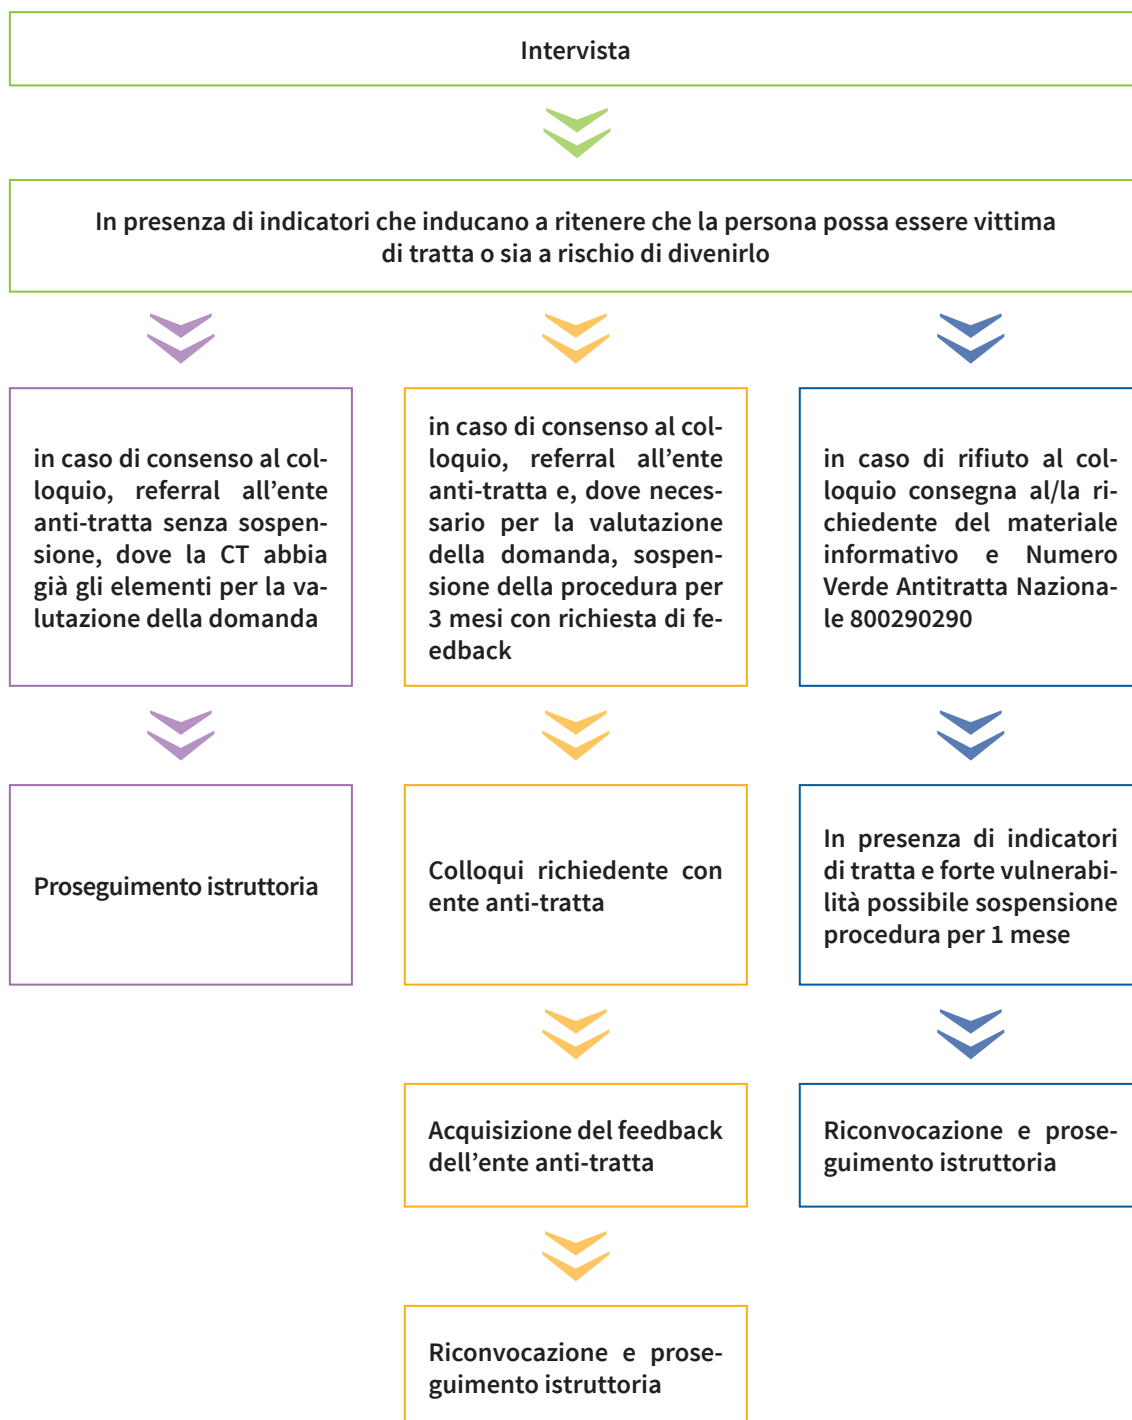 Intervista
In presenza di indicatori che inducano a ritenere che la persona possa essere vittima
di tratta o sia a rischio di divenirlo
in caso di consenso al col-
loquio, referral all'ente
anti-tratta senza sospen-
sione, dove la CT abbia
già gli elementi per la va-
lutazione della domanda
in caso di consenso al col-
loquio, referral all'ente
anti-tratta e, dove neces-
sario per la valutazione
della domanda, sospen-
sione della procedura per
3 mesi con richiesta di fe-
edback
in caso di rifiuto al col-
loquio consegna al/la ri-
chiedente del materiale
informativo e Numero
Verde Antitratta Naziona-
le 800290290
Proseguimento istruttoria
Colloqui richiedente con
ente anti-tratta
In presenza di indicatori
di tratta e forte vulnerabi-
lità possibile sospensione
procedura per 1 mese
Acquisizione del feedback
dell'ente anti-tratta
Riconvocazione e prose-
guimento istruttoria
Riconvocazione e prose-
guimento istruttoria